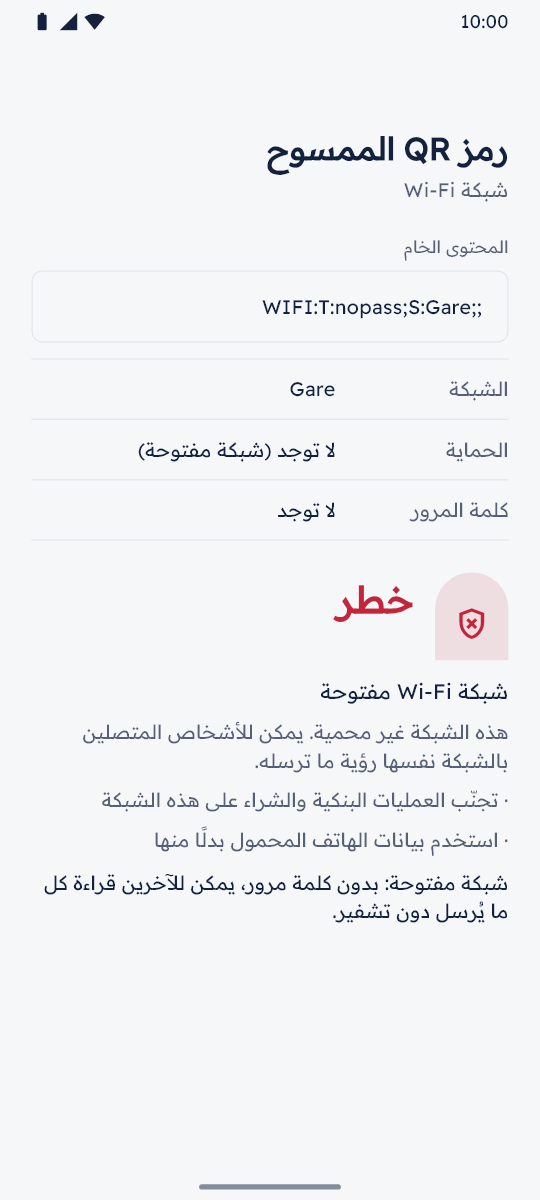 10:00
رمز QR الممسوح
شبكة Wi-Fi
المحتوى الخام
WIFI:T:nopass;S:Gare;;
الشبكة Gare
الحماية لا توجد (شبكة مفتوحة)
كلمة المرور لا توجد
خطر
شبكة Wi-Fi مفتوحة
هذه الشبكة غير محمية. يمكن للأشخاص المتصلين
بالشبكة نفسها رؤية ما ترسله.
· تجنّب العمليات البنكية والشراء على هذه الشبكة
· استخدم بيانات الهاتف المحمول بدلًا منها
شبكة مفتوحة: بدون كلمة مرور، يمكن للآخرين قراءة كل
ما يُرسل دون تشفير.